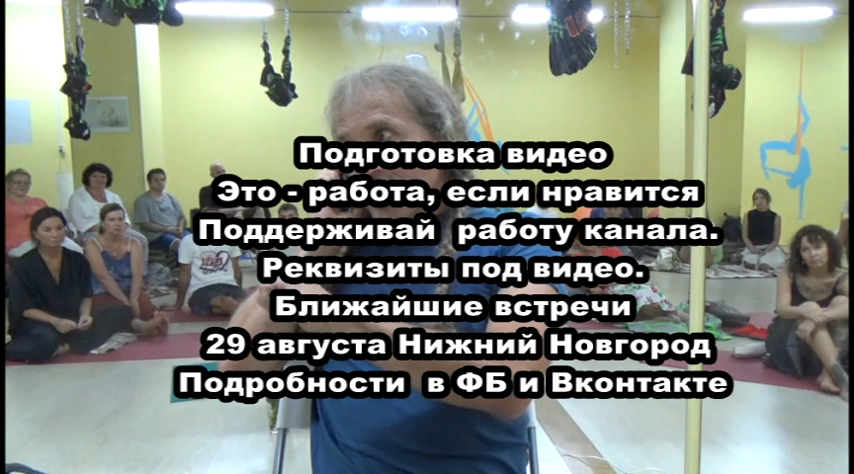 Подготовка видео
Это - работа, если нравится
Поддерживай работу канала.
Реквизиты под видео.
Ближайшие встречи
29 августа Нижний Новгород
Подробности в ФБ и Вконтакте